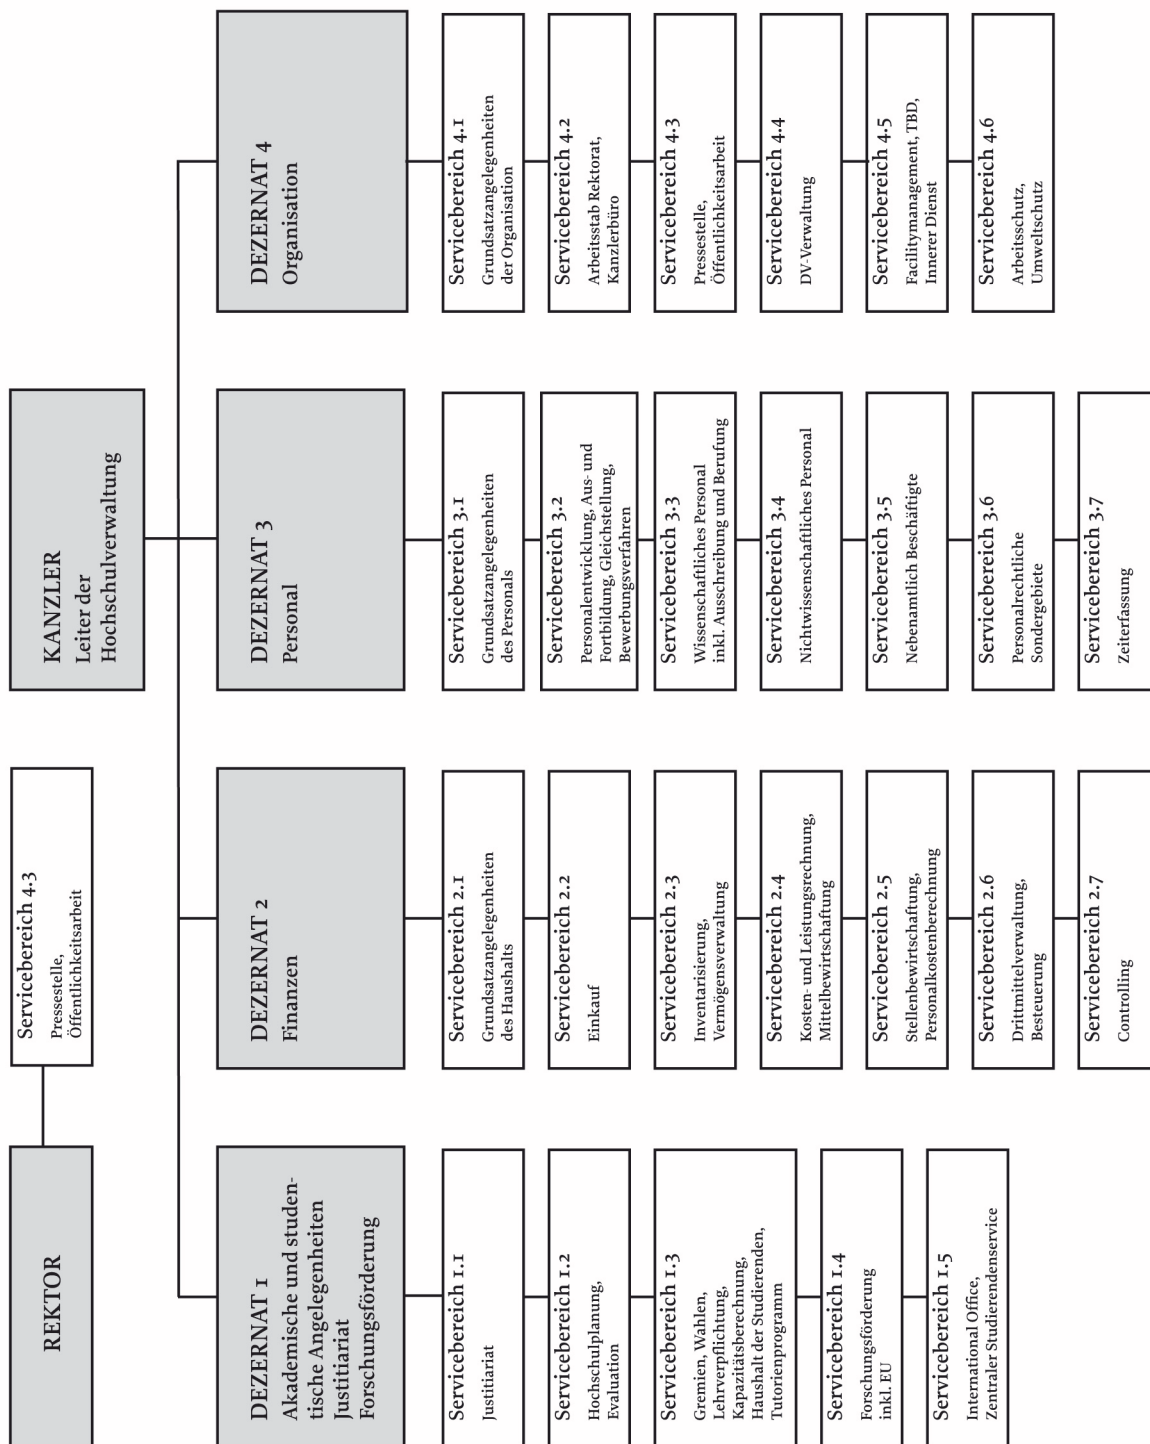 REKTOR
Servicebereich 4.3
Pressestelle,
Öffentlichkeitsarbeit
KANZLER
Leiter der
Hochschulverwaltung
DEZERNAT 1
Akademische und studen-
tische Angelegenheiten
Justitiariat
Forschungsförderung
Servicebereich 1.1
Justitiariat
Servicebereich 1.2
Hochschulplanung,
Evaluation
Servicebereich 1.3
Gremien, Wahlen,
Lehrverpflichtung,
Kapazitätsberechnung,
Haushalt der Studierenden,
Tutorienprogramm
Servicebereich 1.4
Forschungsförderung
inkl. EU
Servicebereich 1.5
International Office,
Zentraler Studierendenservice
DEZERNAT 2
Finanzen
Servicebereich 2.1
Grundsatzangelegenheiten
des Haushalts
Servicebereich 2.2
Einkauf
Servicebereich 2.3
Inventarisierung,
Vermögensverwaltung
Servicebereich 2.4
Kosten- und Leistungsrechnung,
Mittelbewirtschaftung
Servicebereich 2.5
Stellenbewirtschaftung,
Personalkostenberechnung
Servicebereich 2.6
Drittmittelverwaltung,
Besteuerung
Servicebereich 2.7
Controlling
DEZERNAT 3
Personal
Servicebereich 3.1
Grundsatzangelegenheiten
des Personals
Servicebereich 3.2
Personalentwicklung, Aus- und
Fortbildung, Gleichstellung,
Bewerbungsverfahren
Servicebereich 3.3
Wissenschaftliches Personal
inkl. Ausschreibung und Berufung
Servicebereich 3.4
Nichtwissenschaftliches Personal
Servicebereich 3.5
Nebenamtlich Beschäftigte
Servicebereich 3.6
Personalrechtliche
Sondergebiete
Servicebereich 3.7
Zeiterfassung
DEZERNAT 4
Organisation
Servicebereich 4.1
Grundsatzangelegenheiten
der Organisation
Servicebereich 4.2
Arbeitsstab Rektorat,
Kanzlerbüro
Servicebereich 4.3
Pressestelle,
Öffentlichkeitsarbeit
Servicebereich 4.4
DV-Verwaltung
Servicebereich 4.5
Facilitymanagement, TBD,
Innerer Dienst
Servicebereich 4.6
Arbeitsschutz,
Umweltschutz